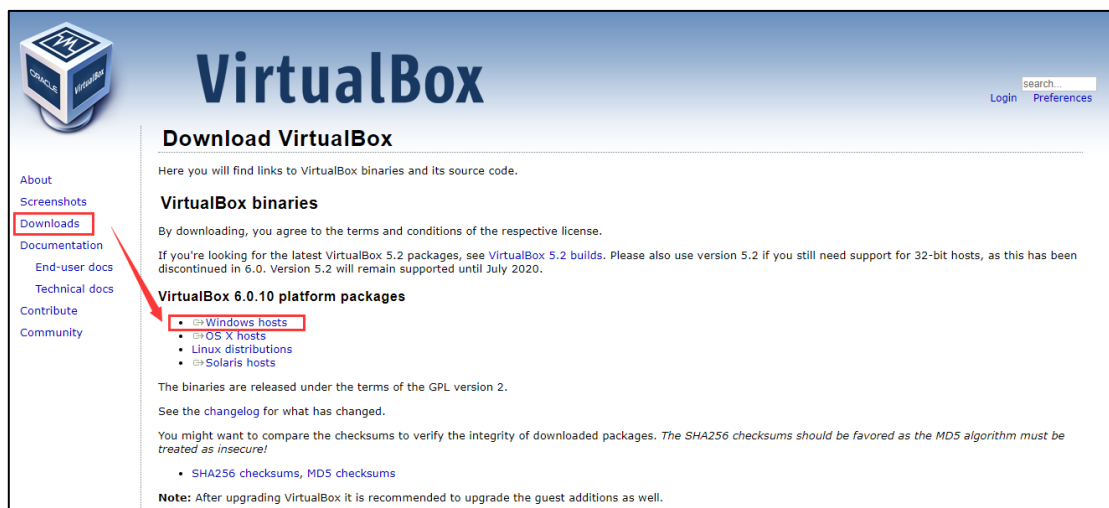 ORACLE
VirtualBox
VirtualBox
search...
Login Preferences
About
Screenshots
Downloads
Documentation
End-user docs
Technical docs
Contribute
Community
Download VirtualBox
Here you will find links to VirtualBox binaries and its source code.
VirtualBox binaries
By downloading, you agree to the terms and conditions of the respective license.
If you're looking for the latest VirtualBox 5.2 packages, see VirtualBox 5.2 builds. Please also use version 5.2 if you still need support for 32-bit hosts, as this has been
discontinued in 6.0. Version 5.2 will remain supported until July 2020.
VirtualBox 6.0.10 platform packages
• Windows hosts
• OS X hosts
• Linux distributions
• Solaris hosts
The binaries are released under the terms of the GPL version 2.
See the changelog for what has changed.
You might want to compare the checksums to verify the integrity of downloaded packages. The SHA256 checksums should be favored as the MD5 algorithm must be
treated as insecure!
• SHA256 checksums, MD5 checksums
Note: After upgrading VirtualBox it is recommended to upgrade the guest additions as well.